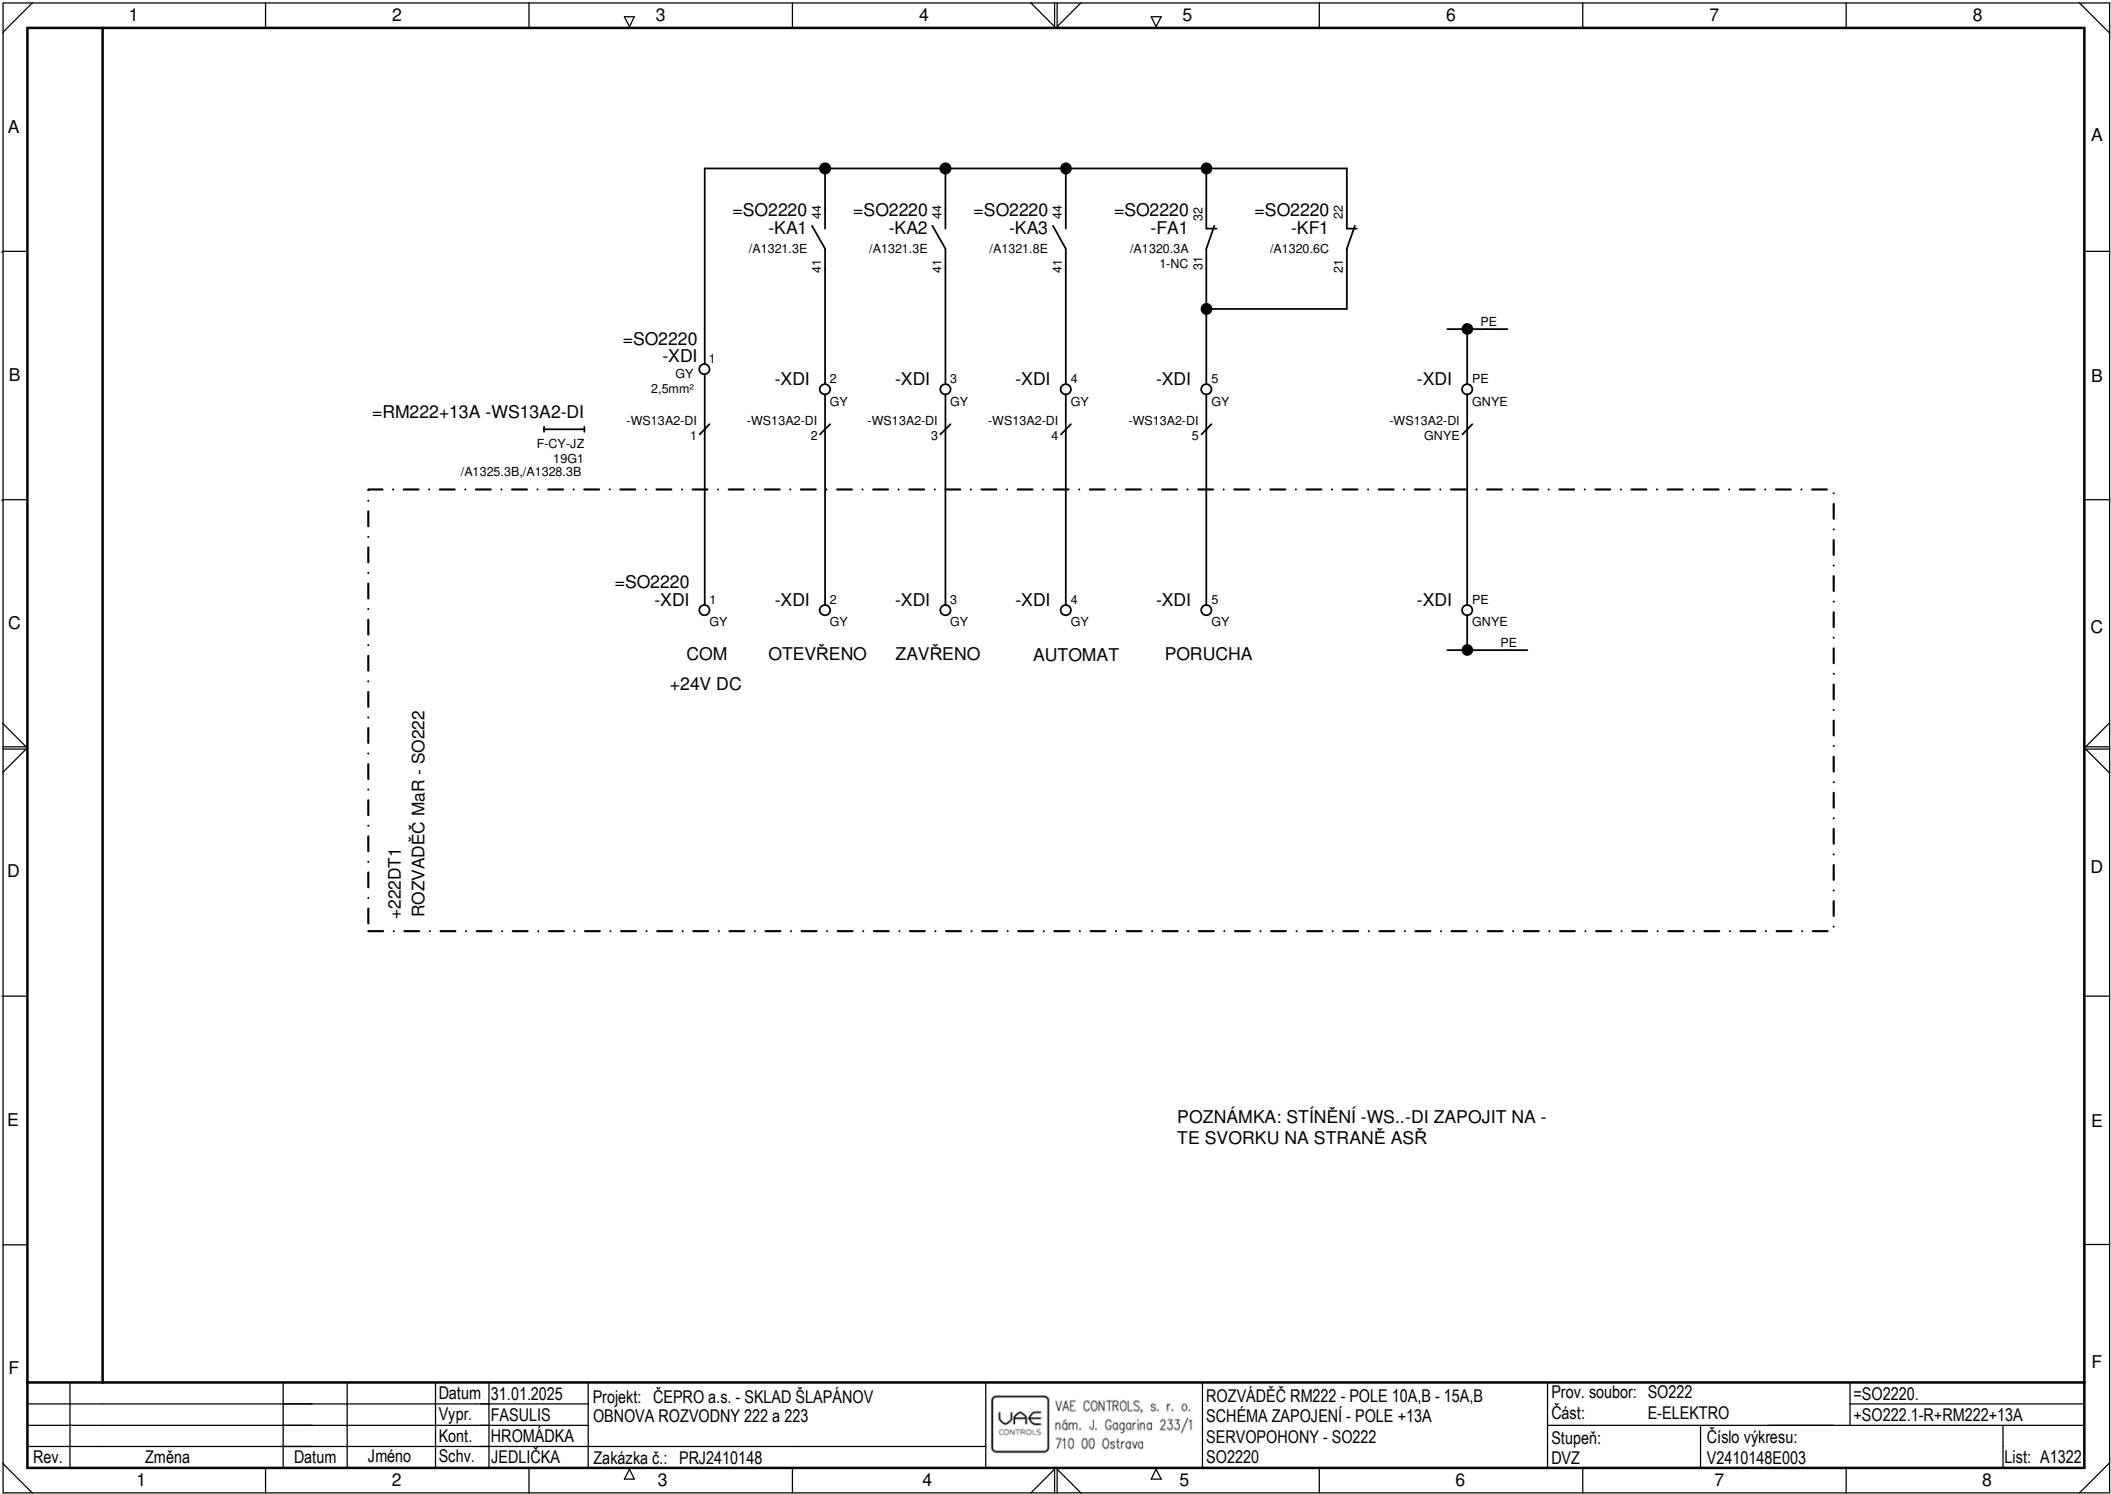 1 2 3 4 5 6 7 8
A A
B B
C C
D D
E E
F F
=SO2220 -KA1 /A1321.3E 44 41
=SO2220 -KA2 /A1321.3E 44 41
=SO2220 -KA3 /A1321.8E 44 41
=SO2220 -FA1 /A1320.3A 1-NC 32 31
=SO2220 -KF1 /A1320.6C 22 21
=SO2220
-XDI 1
GY
2,5mm²
-XDI 2 GY
-XDI 3 GY
-XDI 4 GY
-XDI 5 GY
PE
-XDI PE GNYE
=RM222+13A -WS13A2-DI
F-CY-JZ
19G1
/A1325.3B,/A1328.3B
-WS13A2-DI 1
-WS13A2-DI 2
-WS13A2-DI 3
-WS13A2-DI 4
-WS13A2-DI 5
-WS13A2-DI GNYE
=SO2220
-XDI 1 GY
-XDI 2 GY
-XDI 3 GY
-XDI 4 GY
-XDI 5 GY
-XDI PE GNYE
PE
COM OTEVŘENO ZAVŘENO AUTOMAT PORUCHA
+24V DC
+222DT1
ROZVADĚČ MaR - SO222
POZNÁMKA: STÍNĚNÍ -WS..-DI ZAPOJIT NA -
TE SVORKU NA STRANĚ ASŘ
Rev. Změna Datum Jméno
Datum 31.01.2025
Vypr. FASULIS
Kont. HROMÁDKA
Schv. JEDLIČKA
Projekt: ČEPRO a.s. - SKLAD ŠLAPÁNOV
OBNOVA ROZVODNY 222 a 223
Zakázka č.: PRJ2410148
VAE
CONTROLS
VAE CONTROLS, s. r. o.
nám. J. Gagarina 233/1
710 00 Ostrava
ROZVÁDĚČ RM222 - POLE 10A,B - 15A,B
SCHÉMA ZAPOJENÍ - POLE +13A
SERVOPOHONY - SO222
SO2220
Prov. soubor: SO222
Část: E-ELEKTRO
Stupeň:
DVZ
Číslo výkresu:
V2410148E003
=SO2220.
+SO222.1-R+RM222+13A
List: A1322
1 2 3 4 5 6 7 8